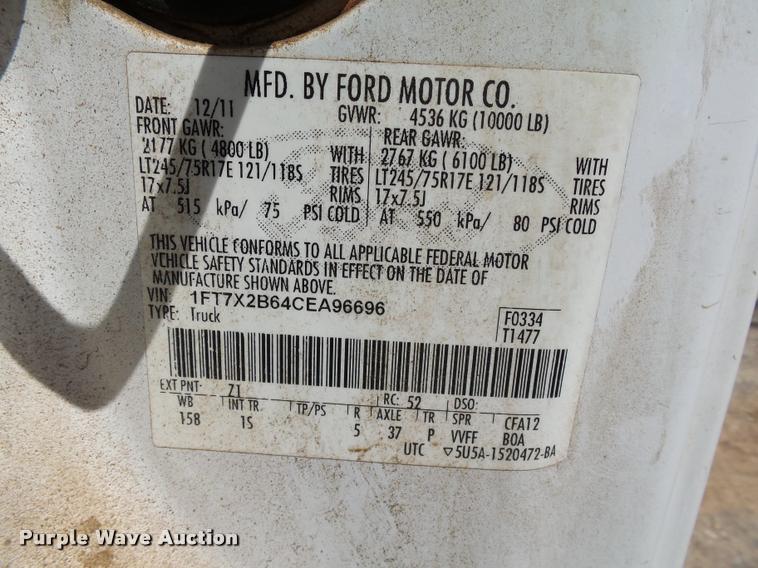 MFD. BY FORD MOTOR CO.
DATE: 12/11 GVWR: 4536 KG (10000 LB)
FRONT GAWR: REAR GAWR:
2177 KG ( 4800 LB) WITH 2767 KG ( 6100 LB) WITH
LT245/75R17E 121/118S TIRES LT245/75R17E 121/118S TIRES
17x7.5J RIMS 17x7.5J RIMS
AT 515 kPa/ 75 PSI COLD AT 550 kPa/ 80 PSI COLD
THIS VEHICLE CONFORMS TO ALL APPLICABLE FEDERAL MOTOR
VEHICLE SAFETY STANDARDS IN EFFECT ON THE DATE OF
MANUFACTURE SHOWN ABOVE.
VIN: 1FT7X2B64CEA96696
TYPE: Truck
F0334
T1477
EXT PNT: Z1 RC: 52 DSO:
WB INT TR TP/PS R AXLE TR SPR CFA12
158 1S 5 37 P VVFF BOA
UTC ▽5U5A-1520472-BA
Purple Wave Auction